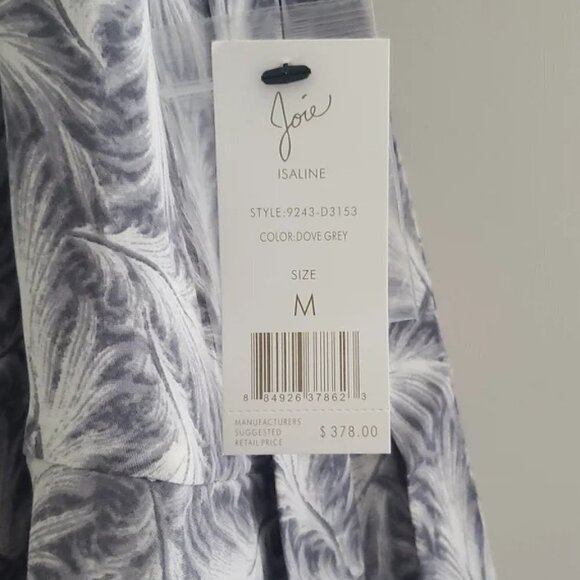 Joie
ISALINE
STYLE:9243-D3153
COLOR:DOVE GREY
SIZE
M
8 84926 37862 3
MANUFACTURERS
SUGGESTED
RETAIL PRICE
$378.00